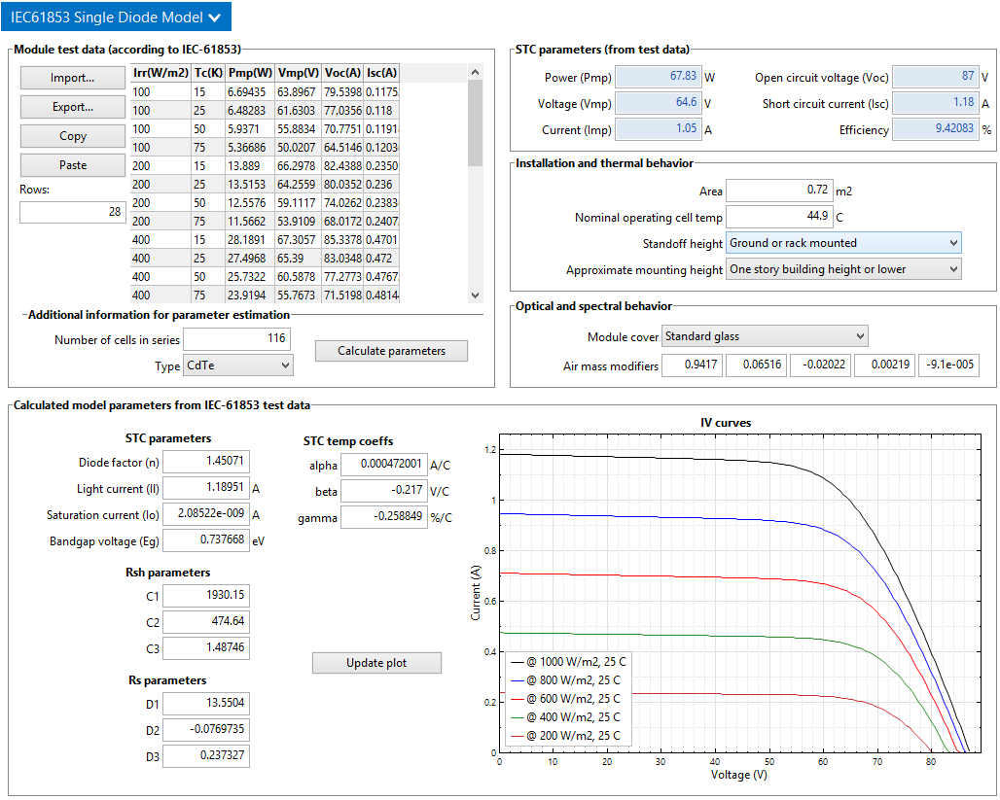 IEC61853 Single Diode Model
Module test data (according to IEC-61853)
Import...
Export...
Copy
Paste
Rows:
28
Irr(W/m2) Tc(K) Pmp(W) Vmp(V) Voc(A) Isc(A)
100 15 6.69435 63.8967 79.5398 0.1175
100 25 6.48283 61.6303 77.0356 0.118
100 50 5.9371 55.8834 70.7751 0.1191
100 75 5.36686 50.0207 64.5146 0.1203
200 15 13.889 66.2978 82.4388 0.2350
200 25 13.5153 64.2559 80.0352 0.236
200 50 12.5576 59.1117 74.0262 0.2383
200 75 11.5662 53.9109 68.0172 0.2407
400 15 28.1891 67.3057 85.3378 0.4701
400 25 27.4968 65.39 83.0348 0.472
400 50 25.7322 60.5878 77.2773 0.4767
400 75 23.9194 55.7673 71.5198 0.4814
Additional information for parameter estimation
Number of cells in series 116
Type CdTe
Calculate parameters
STC parameters (from test data)
Power (Pmp) 67.83 W
Open circuit voltage (Voc) 87 V
Voltage (Vmp) 64.6 V
Short circuit current (Isc) 1.18 A
Current (Imp) 1.05 A
Efficiency 9.42083 %
Installation and thermal behavior
Area 0.72 m2
Nominal operating cell temp 44.9 C
Standoff height Ground or rack mounted
Approximate mounting height One story building height or lower
Optical and spectral behavior
Module cover Standard glass
Air mass modifiers 0.9417 0.06516 -0.02022 0.00219 -9.1e-005
Calculated model parameters from IEC-61853 test data
STC parameters
Diode factor (n) 1.45071
Light current (Il) 1.18951 A
Saturation current (Io) 2.08522e-009 A
Bandgap voltage (Eg) 0.737668 eV
Rsh parameters
C1 1930.15
C2 474.64
C3 1.48746
Rs parameters
D1 13.5504
D2 -0.0769735
D3 0.237327
STC temp coeffs
alpha 0.000472001 A/C
beta -0.217 V/C
gamma -0.258849 %/C
Update plot
IV curves
1.2
1
0.8
0.6
0.4
0.2
0
Current (A)
@ 1000 W/m2, 25 C
@ 800 W/m2, 25 C
@ 600 W/m2, 25 C
@ 400 W/m2, 25 C
@ 200 W/m2, 25 C
0 10 20 30 40 50 60 70 80
Voltage (V)